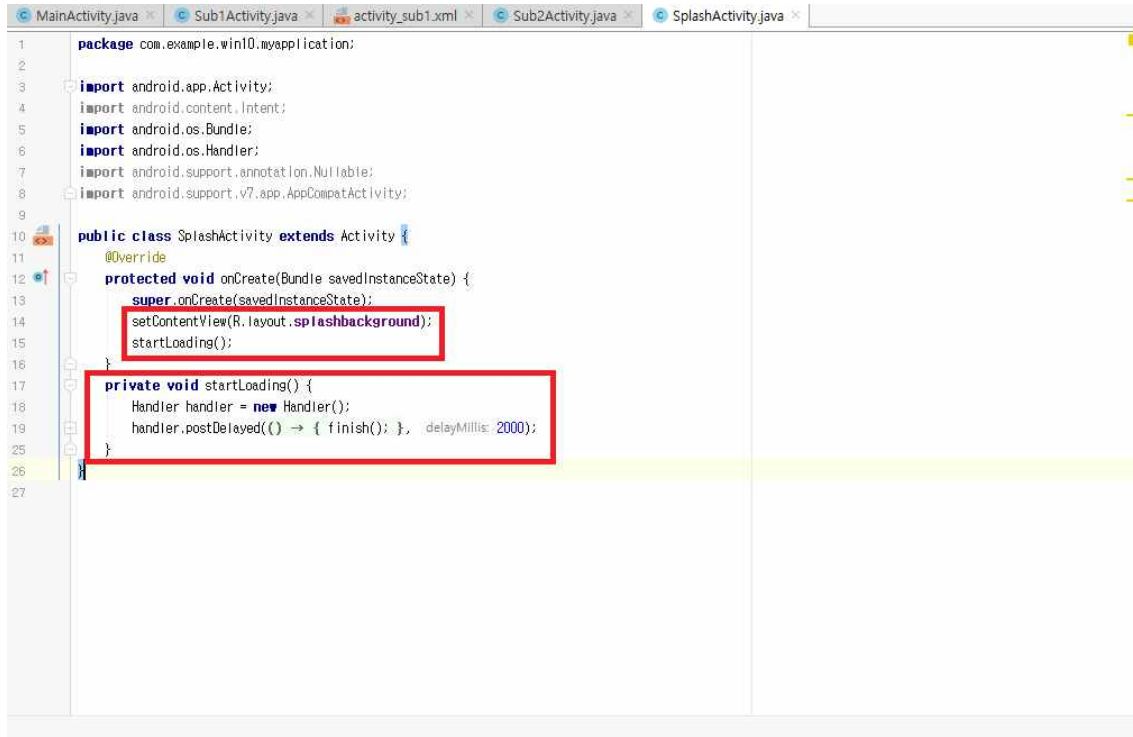 MainActivity.java × Sub1Activity.java × activity_sub1.xml × Sub2Activity.java × SplashActivity.java ×
1 package com.example.win10.myapplication;
2
3 import android.app.Activity;
4 import android.content.Intent;
5 import android.os.Bundle;
6 import android.os.Handler;
7 import android.support.annotation.Nullable;
8 import android.support.v7.app.AppCompatActivity;
9
10 public class SplashActivity extends Activity {
11 @Override
12 protected void onCreate(Bundle savedInstanceState) {
13 super.onCreate(savedInstanceState);
14 setContentView(R.layout.splashbackground);
15 startLoading();
16 }
17 private void startLoading() {
18 Handler handler = new Handler();
19 handler.postDelayed(() → { finish(); }, delayMillis: 2000);
25 }
26 }
27